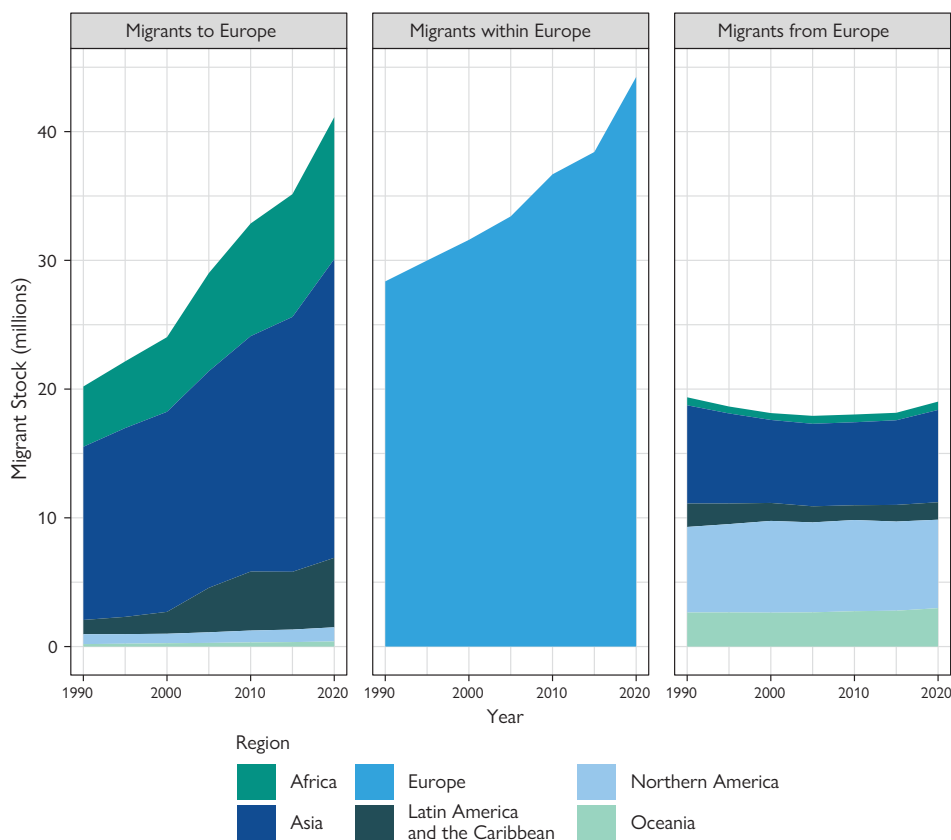 Migrants to Europe
Migrants within Europe
Migrants from Europe
Migrant Stock (millions)
40
30
20
10
0
1990
2000
2010
2020
1990
2000
2010
2020
1990
2000
2010
2020
Year
Region
Africa
Europe
Northern America
Asia
Latin America
and the Caribbean
Oceania